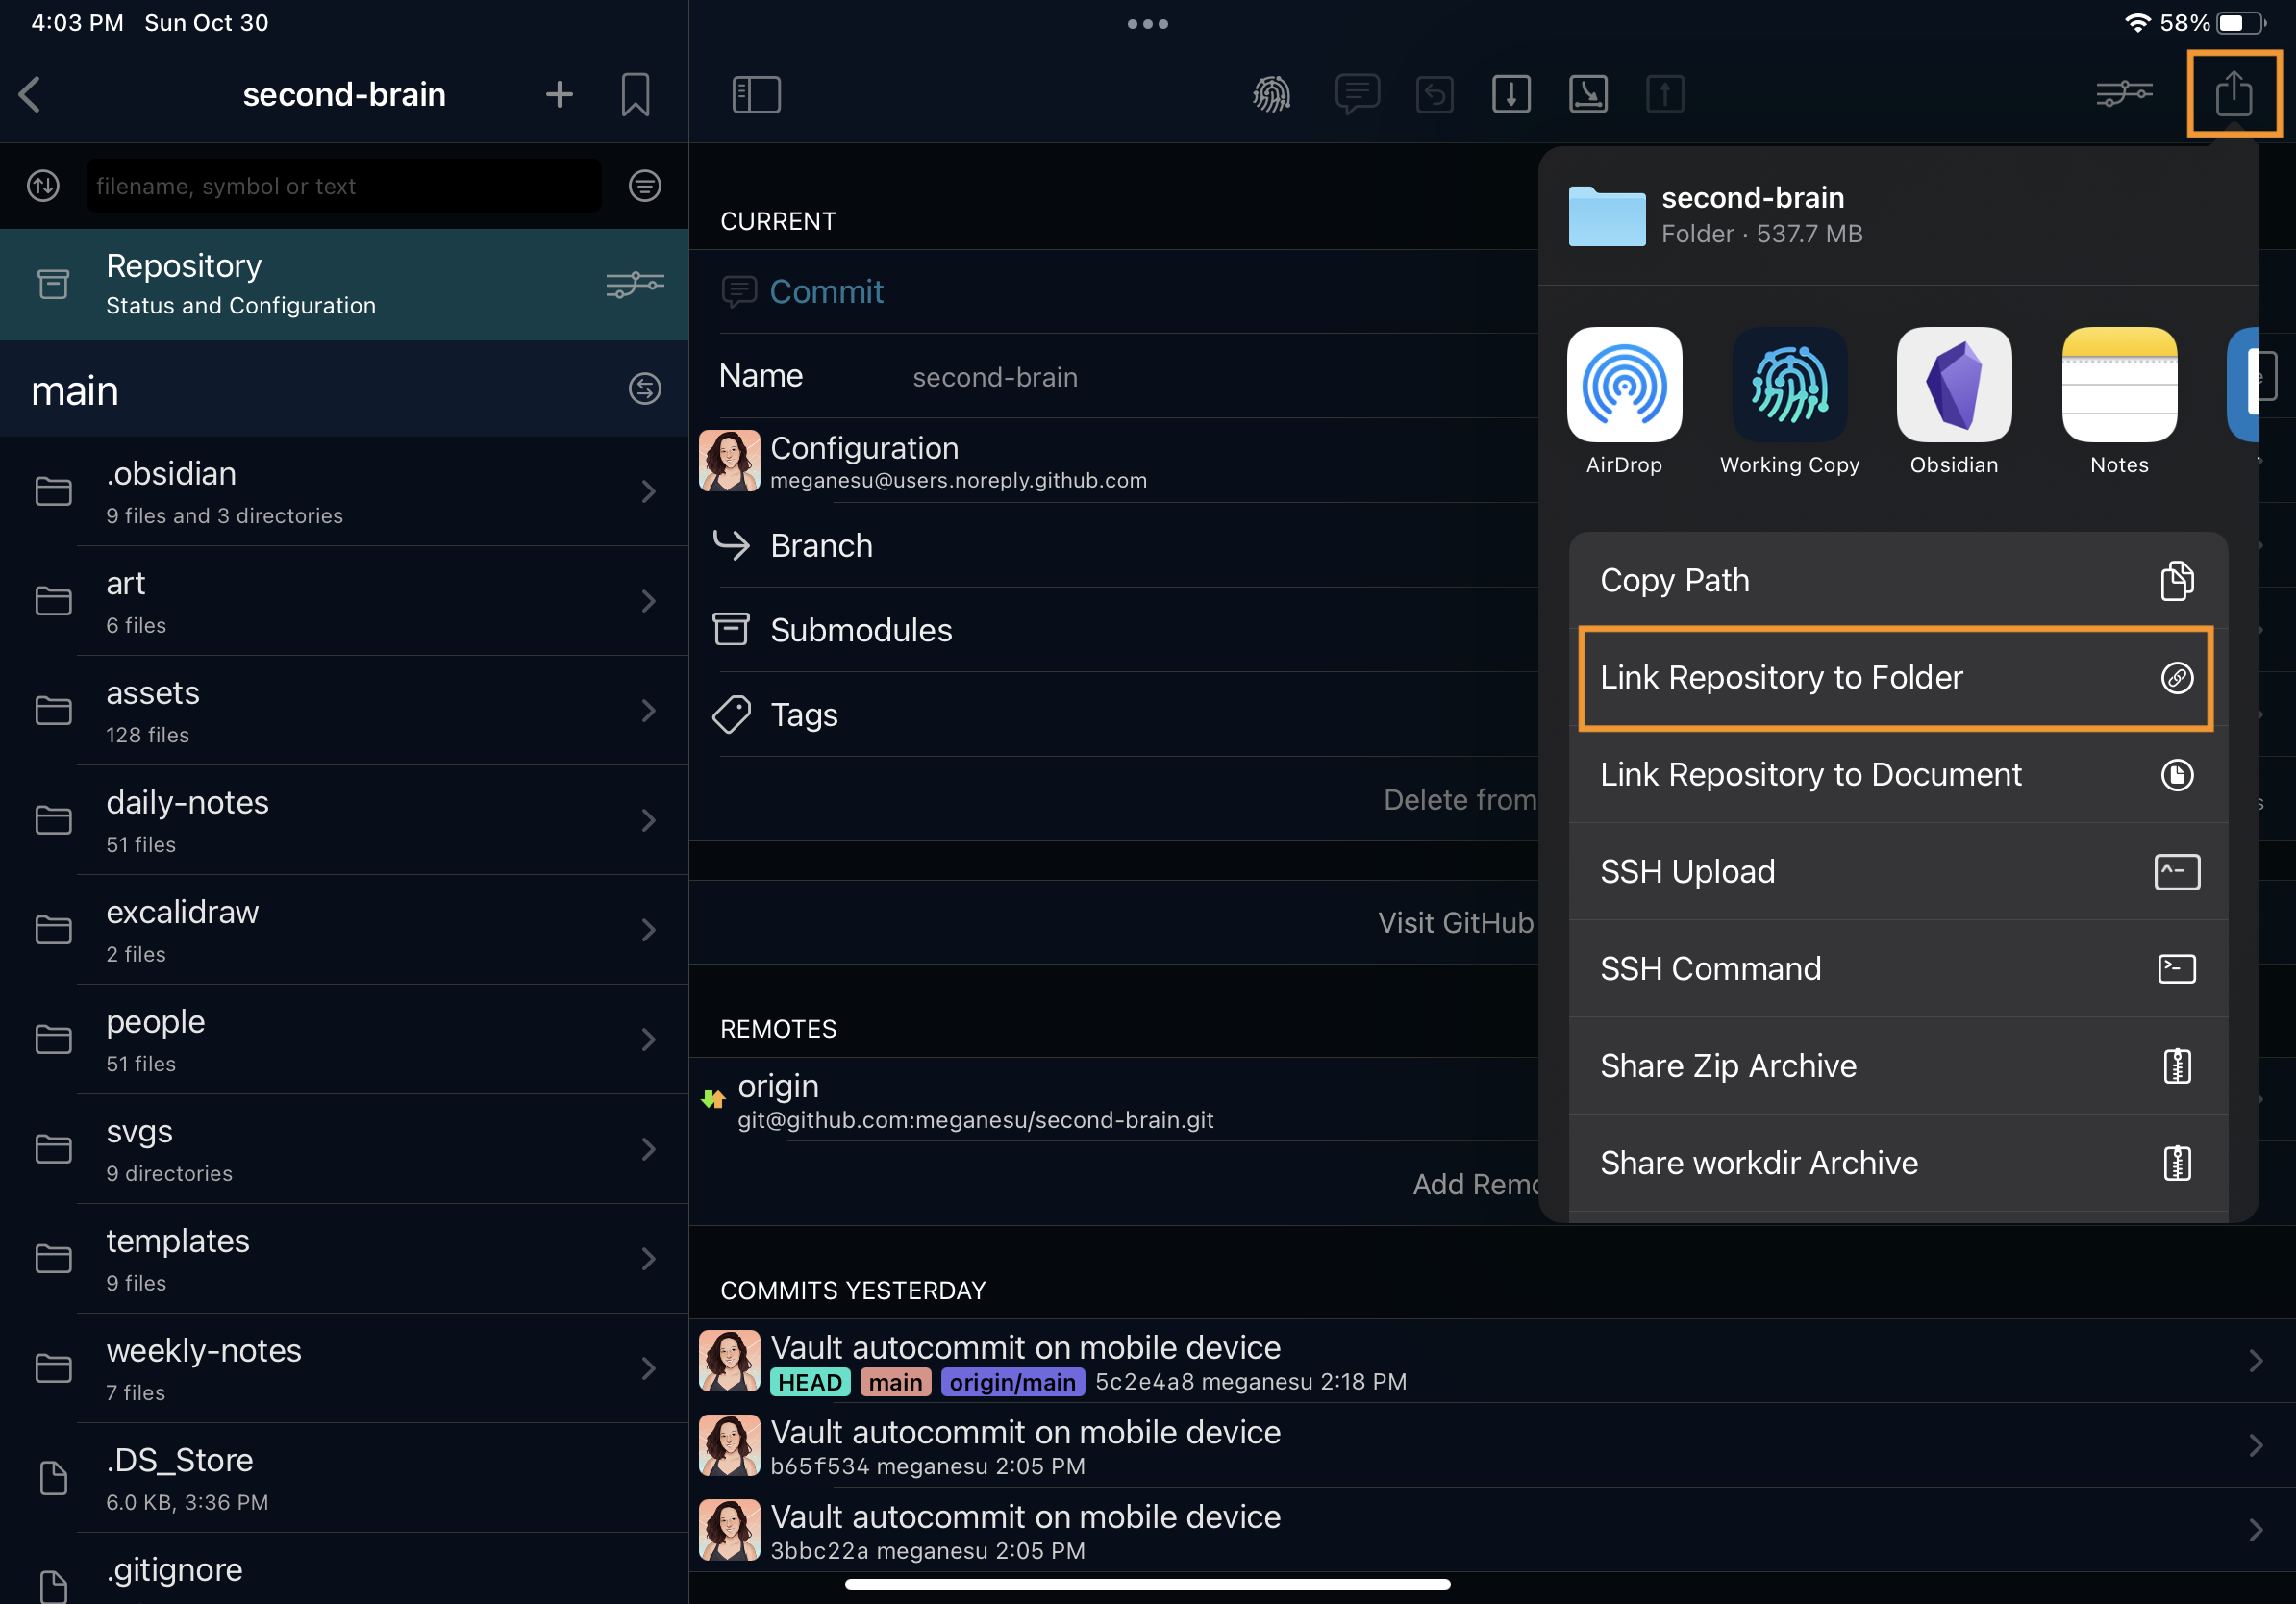 4:03 PM Sun Oct 30
58%
second-brain
filename, symbol or text
Repository
Status and Configuration
main
.obsidian
9 files and 3 directories
art
6 files
assets
128 files
daily-notes
51 files
excalidraw
2 files
people
51 files
svgs
9 directories
templates
9 files
weekly-notes
7 files
.DS_Store
6.0 KB, 3:36 PM
.gitignore
CURRENT
Commit
Name second-brain
Configuration
meganesu@users.noreply.github.com
Branch
Submodules
Tags
Delete from
Visit GitHub
REMOTES
origin
git@github.com:meganesu/second-brain.git
Add Remo
COMMITS YESTERDAY
Vault autocommit on mobile device
HEAD main origin/main 5c2e4a8 meganesu 2:18 PM
Vault autocommit on mobile device
b65f534 meganesu 2:05 PM
Vault autocommit on mobile device
3bbc22a meganesu 2:05 PM
second-brain
Folder · 537.7 MB
AirDrop
Working Copy
Obsidian
Notes
Copy Path
Link Repository to Folder
Link Repository to Document
SSH Upload
SSH Command
Share Zip Archive
Share workdir Archive